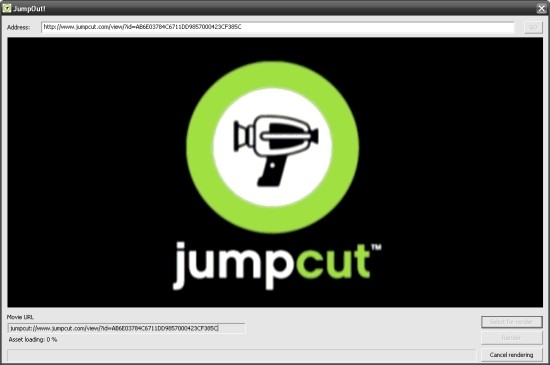 JumpOut!
Address: http://www.jumpcut.com/view/?id=AB6E03784C6711DD9857000423CF385C
GO
jumpcut™
Movie URL
jumpcut://www.jumpcut.com/view/?id=AB6E03784C6711DD9857000423CF385C
Select for render
Asset loading: 0 %
Render
Cancel rendering